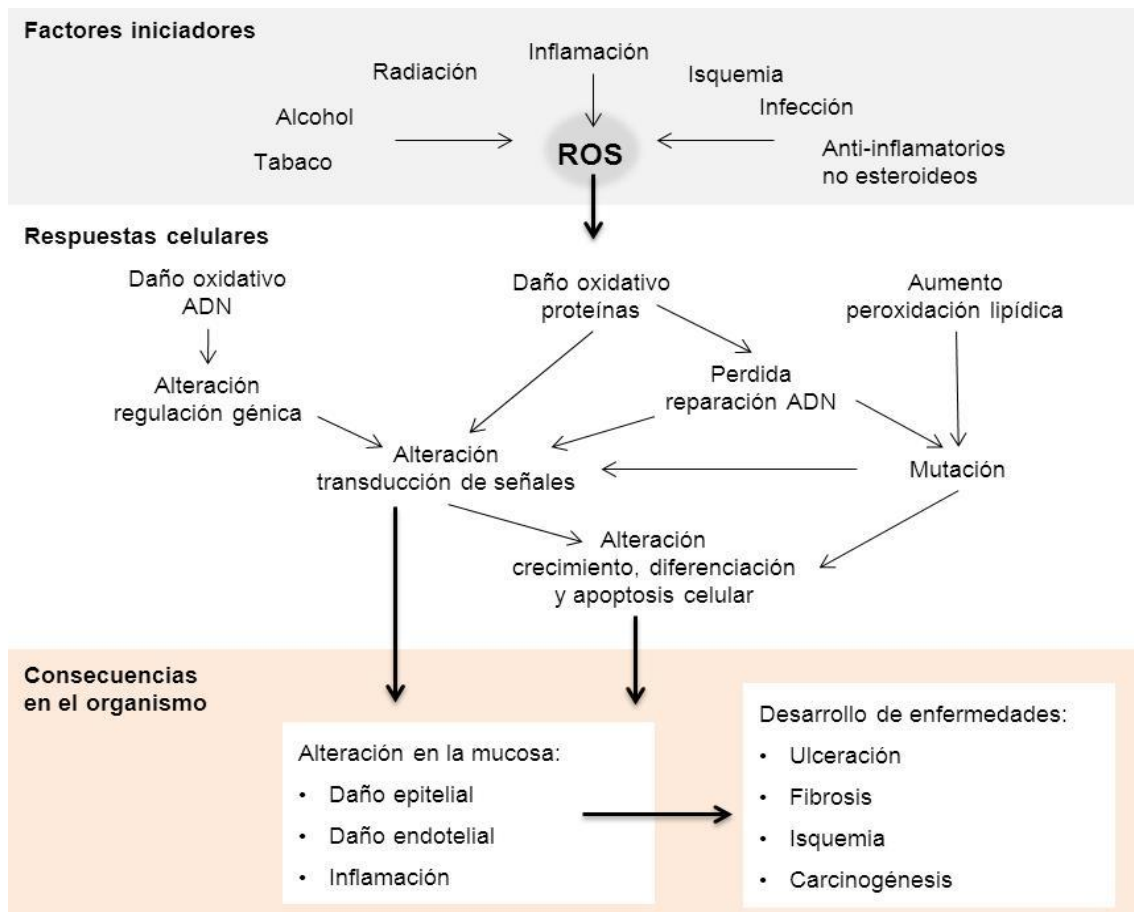 Factores iniciadores
Inflamación
Radiación
Isquemia
Infección
Alcohol
Tabaco
ROS
Anti-inflamatorios
no esteroideos
Respuestas celulares
Daño oxidativo
ADN
Daño oxidativo
proteínas
Aumento
peroxidación lipídica
Alteración
regulación génica
Perdida
reparación ADN
Alteración
transducción de señales
Mutación
Alteración
crecimiento, diferenciación
y apoptosis celular
Consecuencias
en el organismo
Alteración en la mucosa:
• Daño epitelial
• Daño endotelial
• Inflamación
Desarrollo de enfermedades:
• Ulceración
• Fibrosis
• Isquemia
• Carcinogénesis